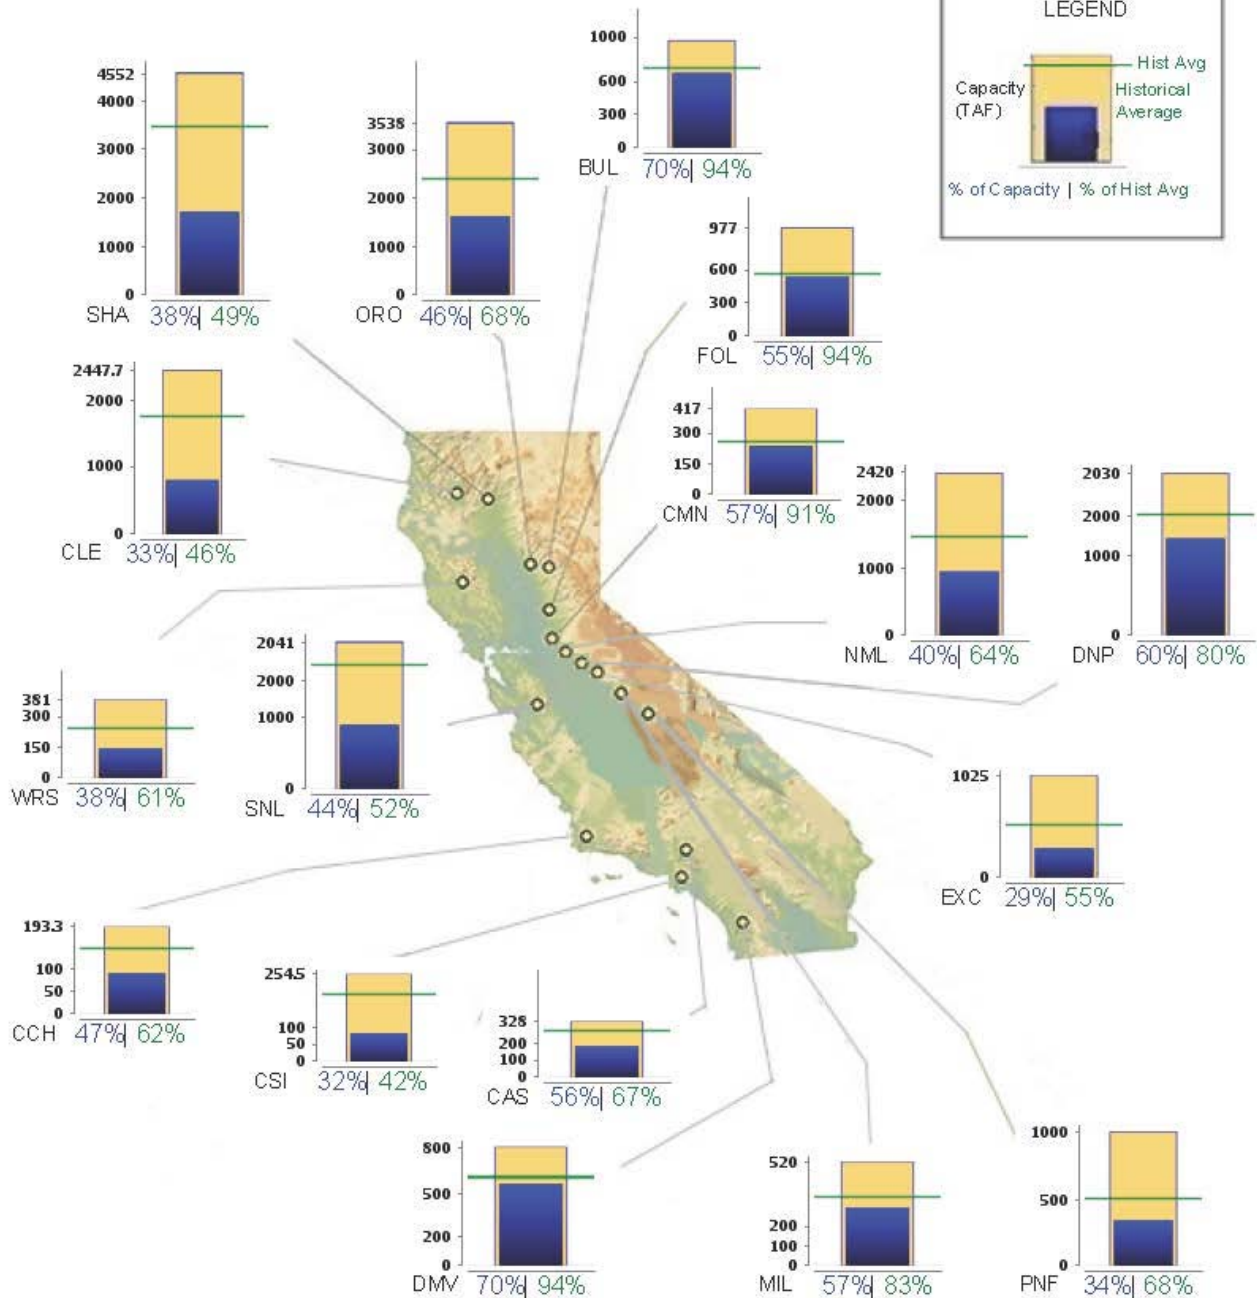 LEGEND
Hist Avg
Capacity
(TAF)
Historical
Average
% of Capacity | % of Hist Avg
4552
4000
3000
2000
1000
0
SHA 38%| 49%
3538
3000
2000
1000
0
ORO 46%| 68%
1000
600
300
0
BUL 70%| 94%
977
600
300
0
FOL 55%| 94%
2447.7
2000
1000
0
CLE 33%| 46%
417
300
150
0
CMN 57%| 91%
2420
2000
1000
0
NML 40%| 64%
2030
2000
1000
0
DNP 60%| 80%
381
300
150
0
WRS 38%| 61%
2041
2000
1000
0
SNL 44%| 52%
1025
0
EXC 29%| 55%
193.3
100
50
0
CCH 47%| 62%
254.5
100
50
0
CSI 32%| 42%
328
200
100
0
CAS 56%| 67%
800
500
0
DMV 70%| 94%
520
200
100
0
MIL 57%| 83%
1000
500
0
PNF 34%| 68%